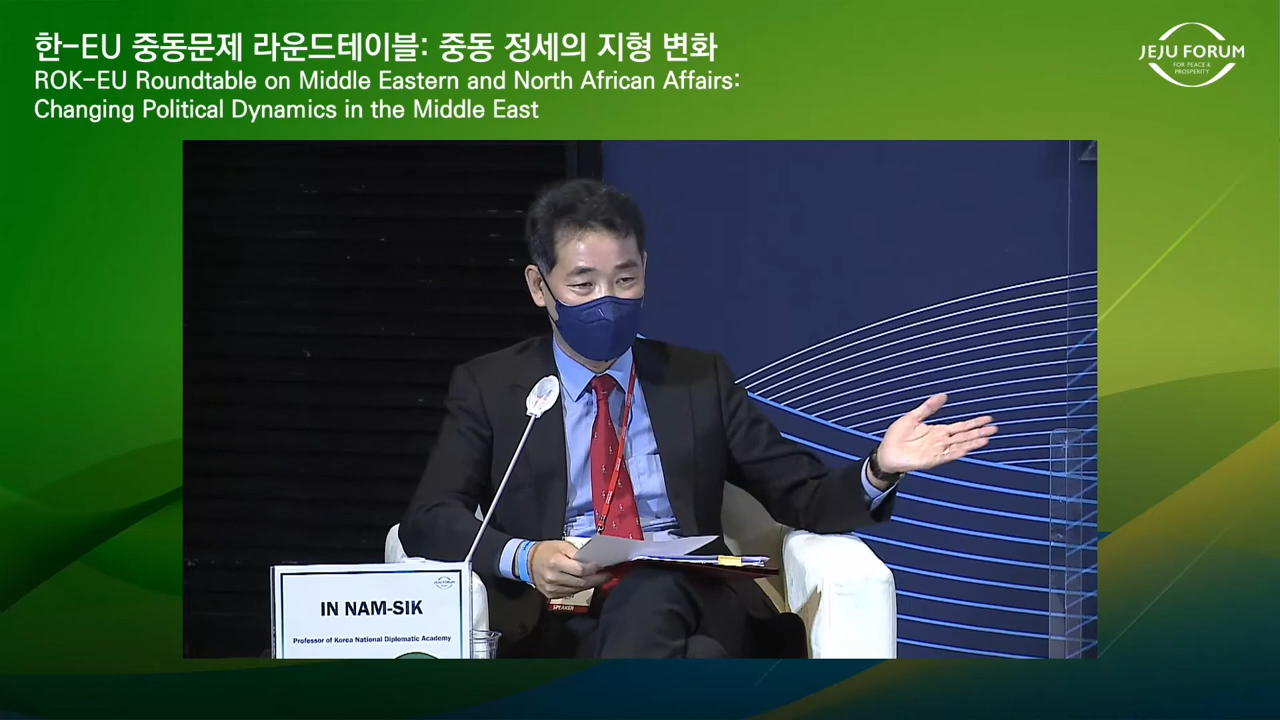 한-EU 중동문제 라운드테이블: 중동 정세의 지형 변화
ROK-EU Roundtable on Middle Eastern and North African Affairs:
Changing Political Dynamics in the Middle East
JEJU FORUM
FOR PEACE &
PROSPERITY
IN NAM-SIK
Professor of Korea National Diplomatic Academy
SPEAKER